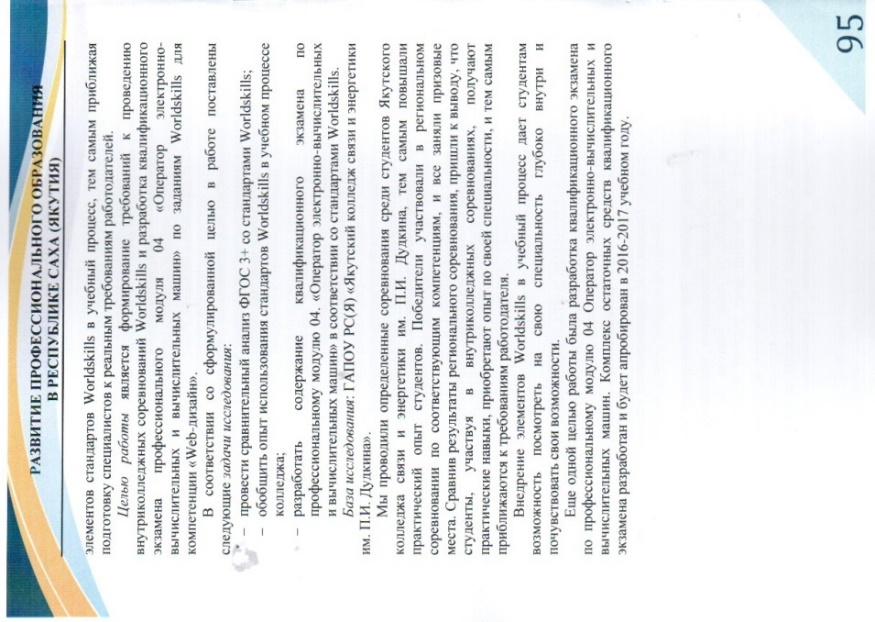 РАЗВИТИЕ ПРОФЕССИОНАЛЬНОГО ОБРАЗОВАНИЯ
В РЕСПУБЛИКЕ САХА (ЯКУТИЯ)
элементов стандартов Worldskills в учебный процесс, тем самым приближая
подготовку специалистов к реальным требованиям работодателей.
Целью работы является формирование требований к проведению
внутриколледжных соревнований Worldskills и разработка квалификационного
экзамена профессионального модуля 04 «Оператор электронно-
вычислительных и вычислительных машин» по заданиям Worldskills для
компетенции «Web-дизайн».
В соответствии со сформулированной целью в работе поставлены
следующие задачи исследования:
– провести сравнительный анализ ФГОС 3+ со стандартами Worldskills;
– обобщить опыт использования стандартов Worldskills в учебном процессе
колледжа;
– разработать содержание квалификационного экзамена по
профессиональному модулю 04. «Оператор электронно-вычислительных
и вычислительных машин» в соответствии со стандартами Worldskills.
База исследования: ГАПОУ РС(Я) «Якутский колледж связи и энергетики
им. П.И. Дудкина».
Мы проводили определенные соревнования среди студентов Якутского
колледжа связи и энергетики им. П.И. Дудкина, тем самым повышали
практический опыт студентов. Победители участвовали в региональном
соревновании по соответствующим компетенциям, и все заняли призовые
места. Сравнив результаты регионального соревнования, пришли к выводу, что
студенты, участвуя в внутриколледжных соревнованиях, получают
практические навыки, приобретают опыт по своей специальности, и тем самым
приближаются к требованиям работодателя.
Внедрение элементов Worldskills в учебный процесс дает студентам
возможность посмотреть на свою специальность глубоко внутри и
почувствовать свои возможности.
Еще одной целью работы была разработка квалификационного экзамена
по профессиональному модулю 04 Оператор электронно-вычислительных и
вычислительных машин. Комплекс остаточных средств квалификационного
экзамена разработан и будет апробирован в 2016-2017 учебном году.
95